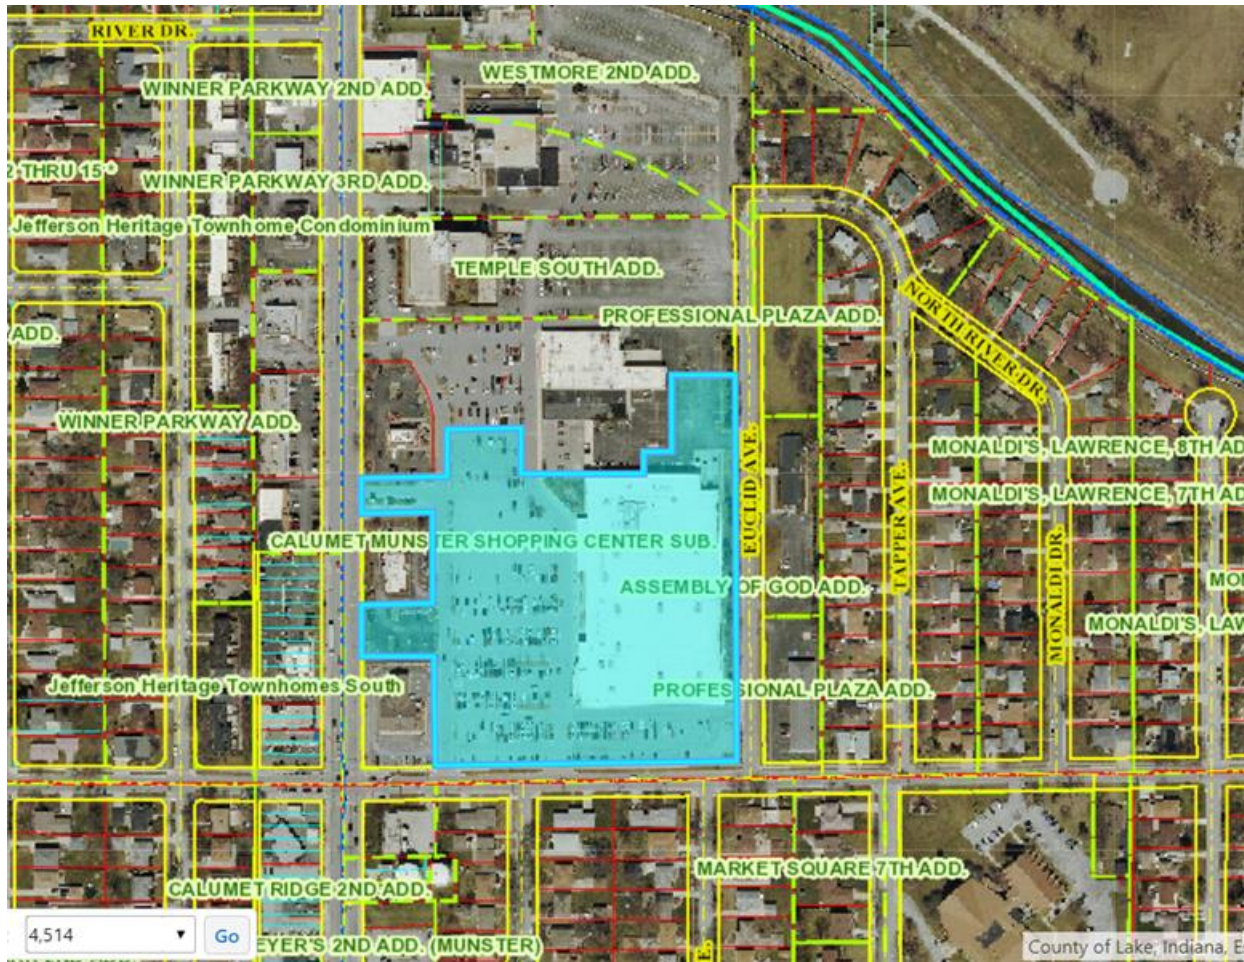 RIVER DR.
WESTMORE 2ND ADD.
WINNER PARKWAY 2ND ADD.
2 THRU 15
WINNER PARKWAY 3RD ADD.
Jefferson Heritage Townhome Condominium
TEMPLE SOUTH ADD.
NORTH RIVER DR.
PROFESSIONAL PLAZA ADD.
ADD.
WINNER PARKWAY ADD.
MONALDI'S, LAWRENCE, 8TH AD
EUCLID AVE.
TAPPER AVE.
MONALDI'S, LAWRENCE, 7TH AD
CALUMET MUNSTER SHOPPING CENTER SUB.
ASSEMBLY OF GOD ADD.
MONALDI DR.
MO
MONALDI'S, LAW
Jefferson Heritage Townhomes South
PROFESSIONAL PLAZA ADD.
MARKET SQUARE 7TH ADD.
CALUMET RIDGE 2ND ADD.
4,514
Go
EYER'S 2ND ADD. (MUNSTER)
E.
County of Lake, Indiana, E